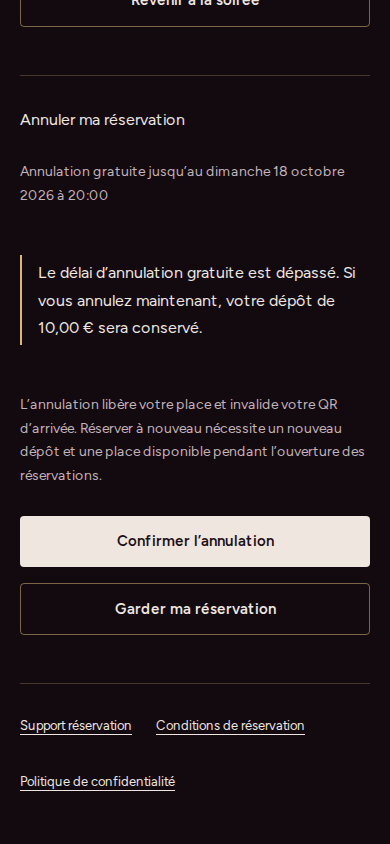 Revenir à la soirée
Annuler ma réservation
Annulation gratuite jusqu’au dimanche 18 octobre
2026 à 20:00
Le délai d’annulation gratuite est dépassé. Si
vous annulez maintenant, votre dépôt de
10,00 € sera conservé.
L’annulation libère votre place et invalide votre QR
d’arrivée. Réserver à nouveau nécessite un nouveau
dépôt et une place disponible pendant l’ouverture des
réservations.
Confirmer l’annulation
Garder ma réservation
Support réservation Conditions de réservation
Politique de confidentialité